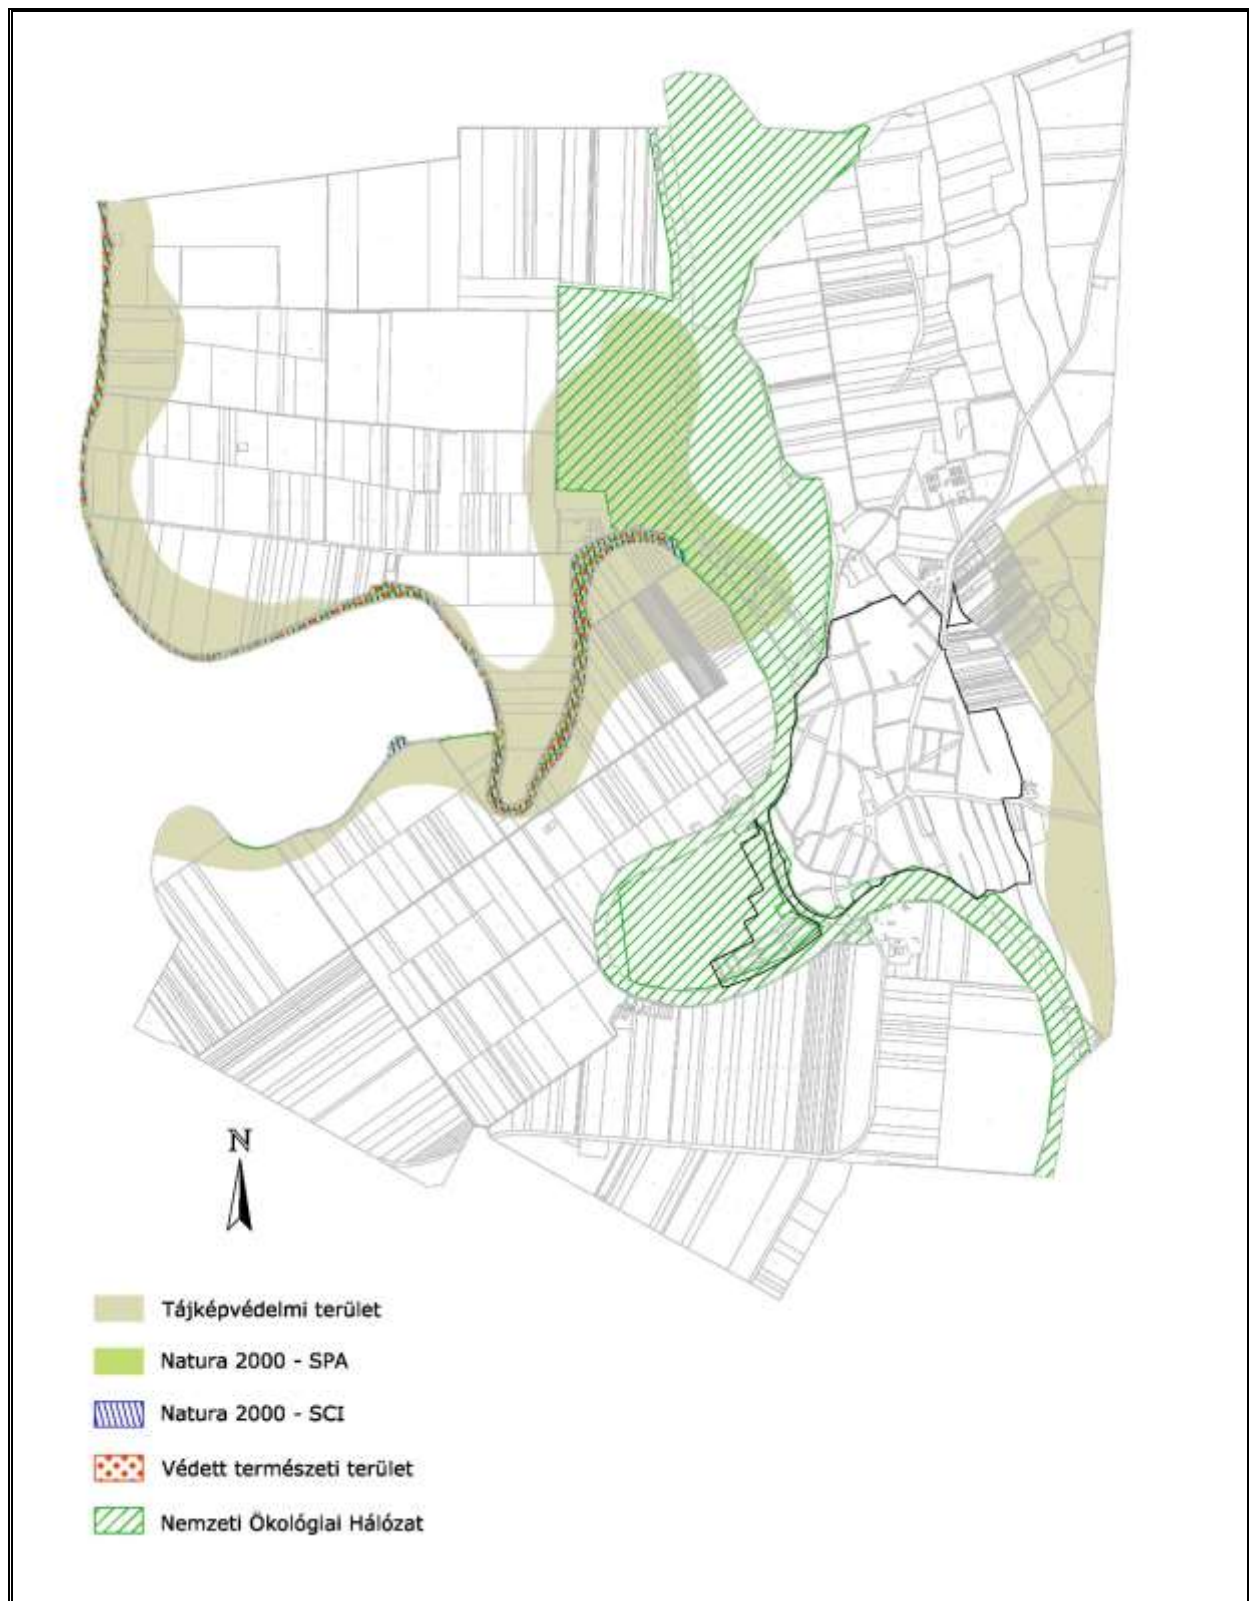 N
Tájképvédelmi terület
Natura 2000 - SPA
Natura 2000 - SCI
Védett természeti terület
Nemzeti Ökológiai Hálózat